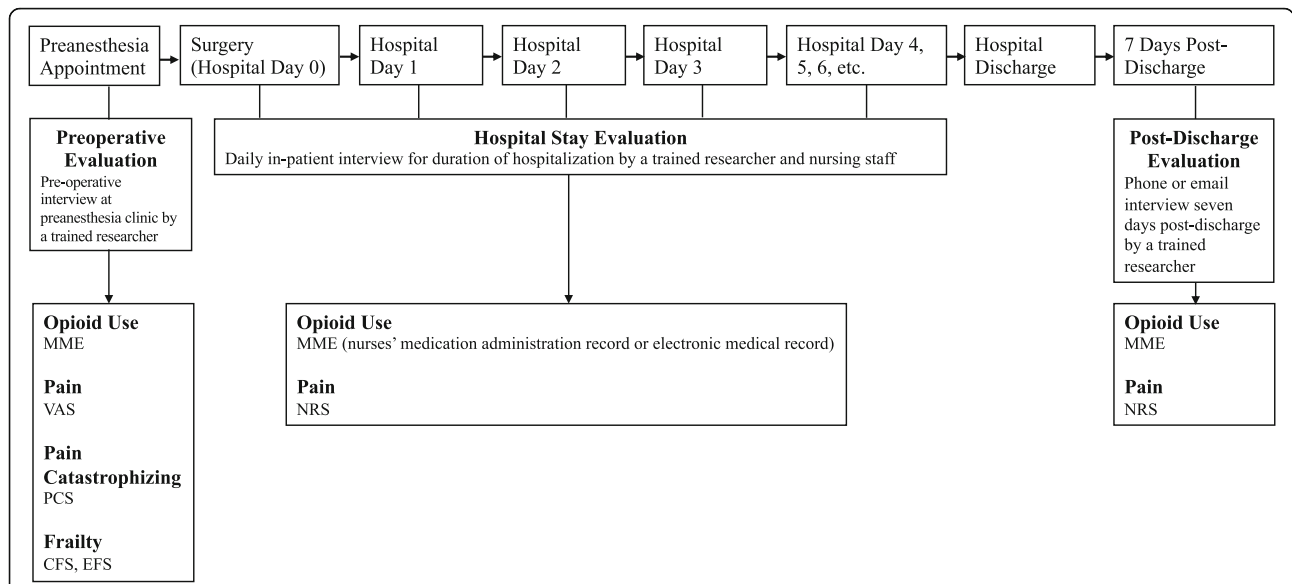 Preanesthesia
Appointment
Surgery
(Hospital Day 0)
Hospital
Day 1
Hospital
Day 2
Hospital
Day 3
Hospital Day 4,
5, 6, etc.
Hospital
Discharge
7 Days Post-
Discharge
Preoperative
Evaluation
Pre-operative
interview at
preanesthesia clinic by
a trained researcher
Hospital Stay Evaluation
Daily in-patient interview for duration of hospitalization by a trained researcher and nursing staff
Post-Discharge
Evaluation
Phone or email
interview seven
days post-discharge
by a trained
researcher
Opioid Use
MME
Pain
VAS
Pain
Catastrophizing
PCS
Frailty
CFS, EFS
Opioid Use
MME (nurses’ medication administration record or electronic medical record)
Pain
NRS
Opioid Use
MME
Pain
NRS